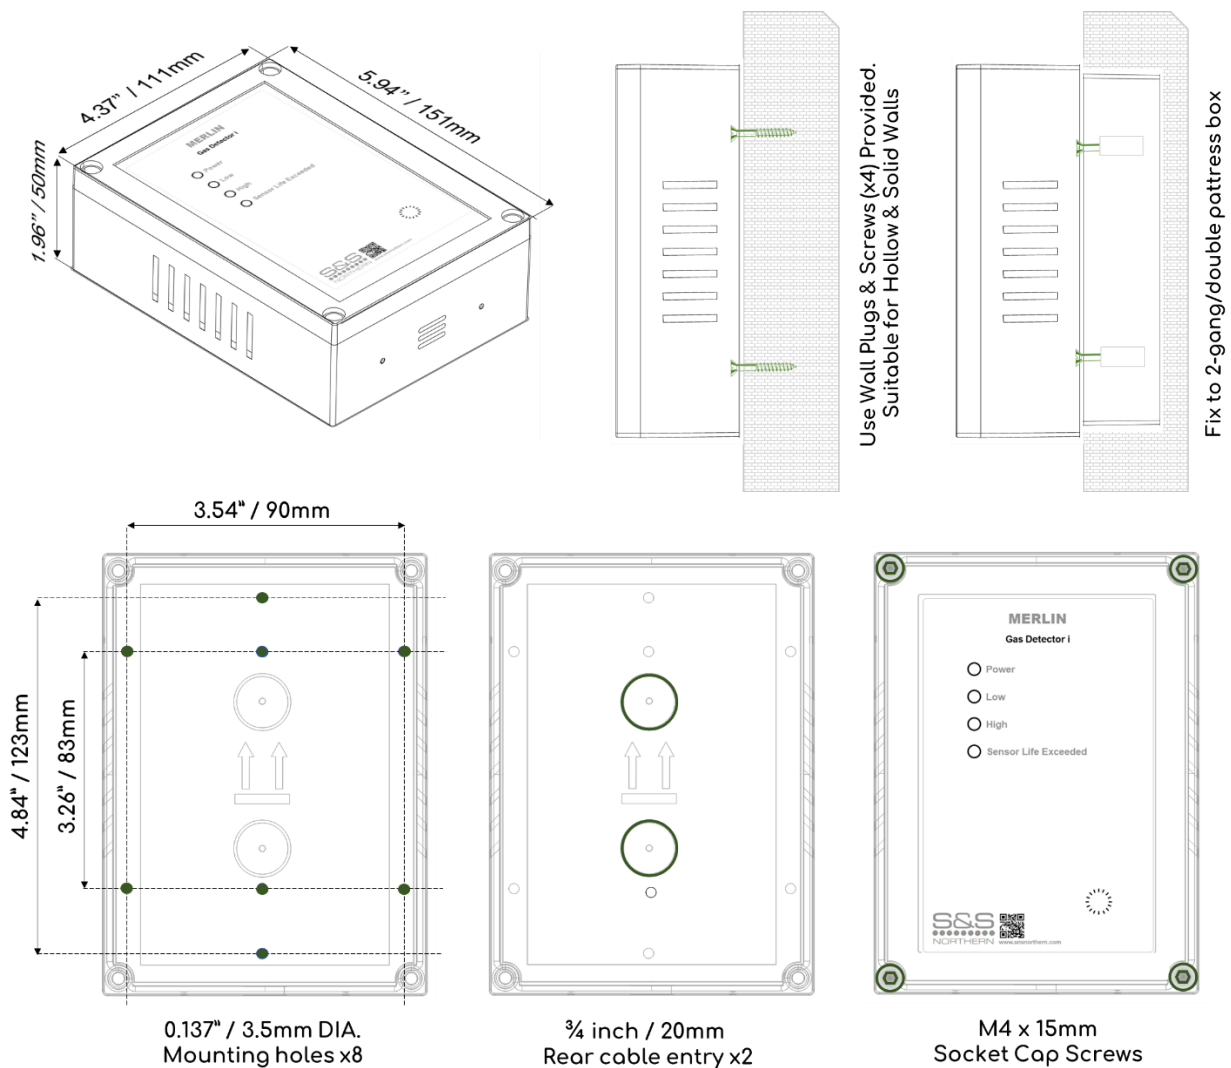 4.37" / 111mm
5.94" / 151mm
1.96" / 50mm
MERLIN
Gas Detector i
Power
Low
High
Sensor Life Exceeded
S&S
Use Wall Plugs & Screws (x4) Provided.
Suitable for Hollow & Solid Walls
Fix to 2-gang/double pattress box
3.54" / 90mm
4.84" / 123mm
3.26" / 83mm
0.137" / 3.5mm DIA.
Mounting holes x8
¾ inch / 20mm
Rear cable entry x2
MERLIN
Gas Detector i
Power
Low
High
Sensor Life Exceeded
S&S
NORTHERN www.snsnorthern.com
M4 x 15mm
Socket Cap Screws